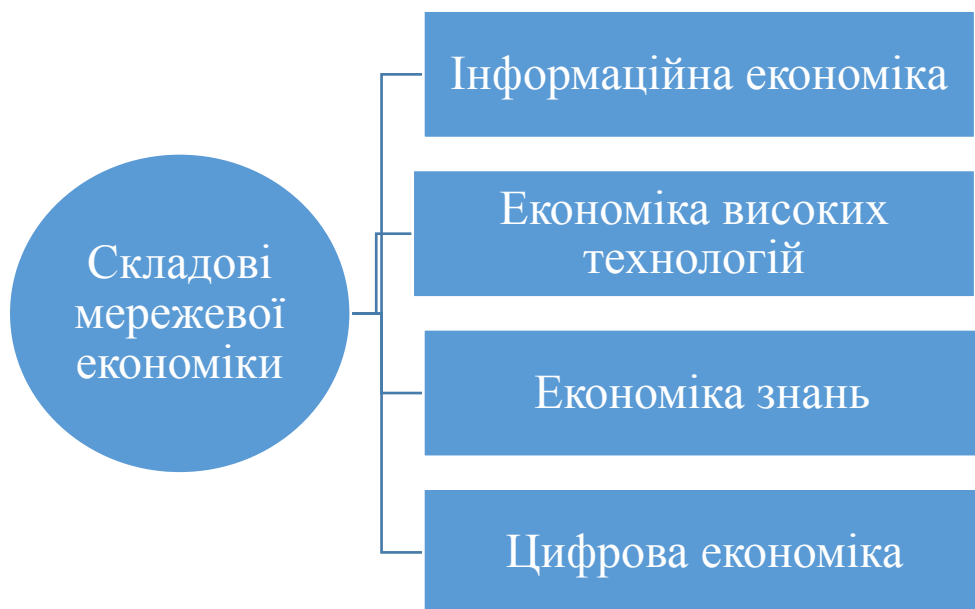 Складові
мережевої
економіки
Інформаційна економіка
Економіка високих
технологій
Економіка знань
Цифрова економіка